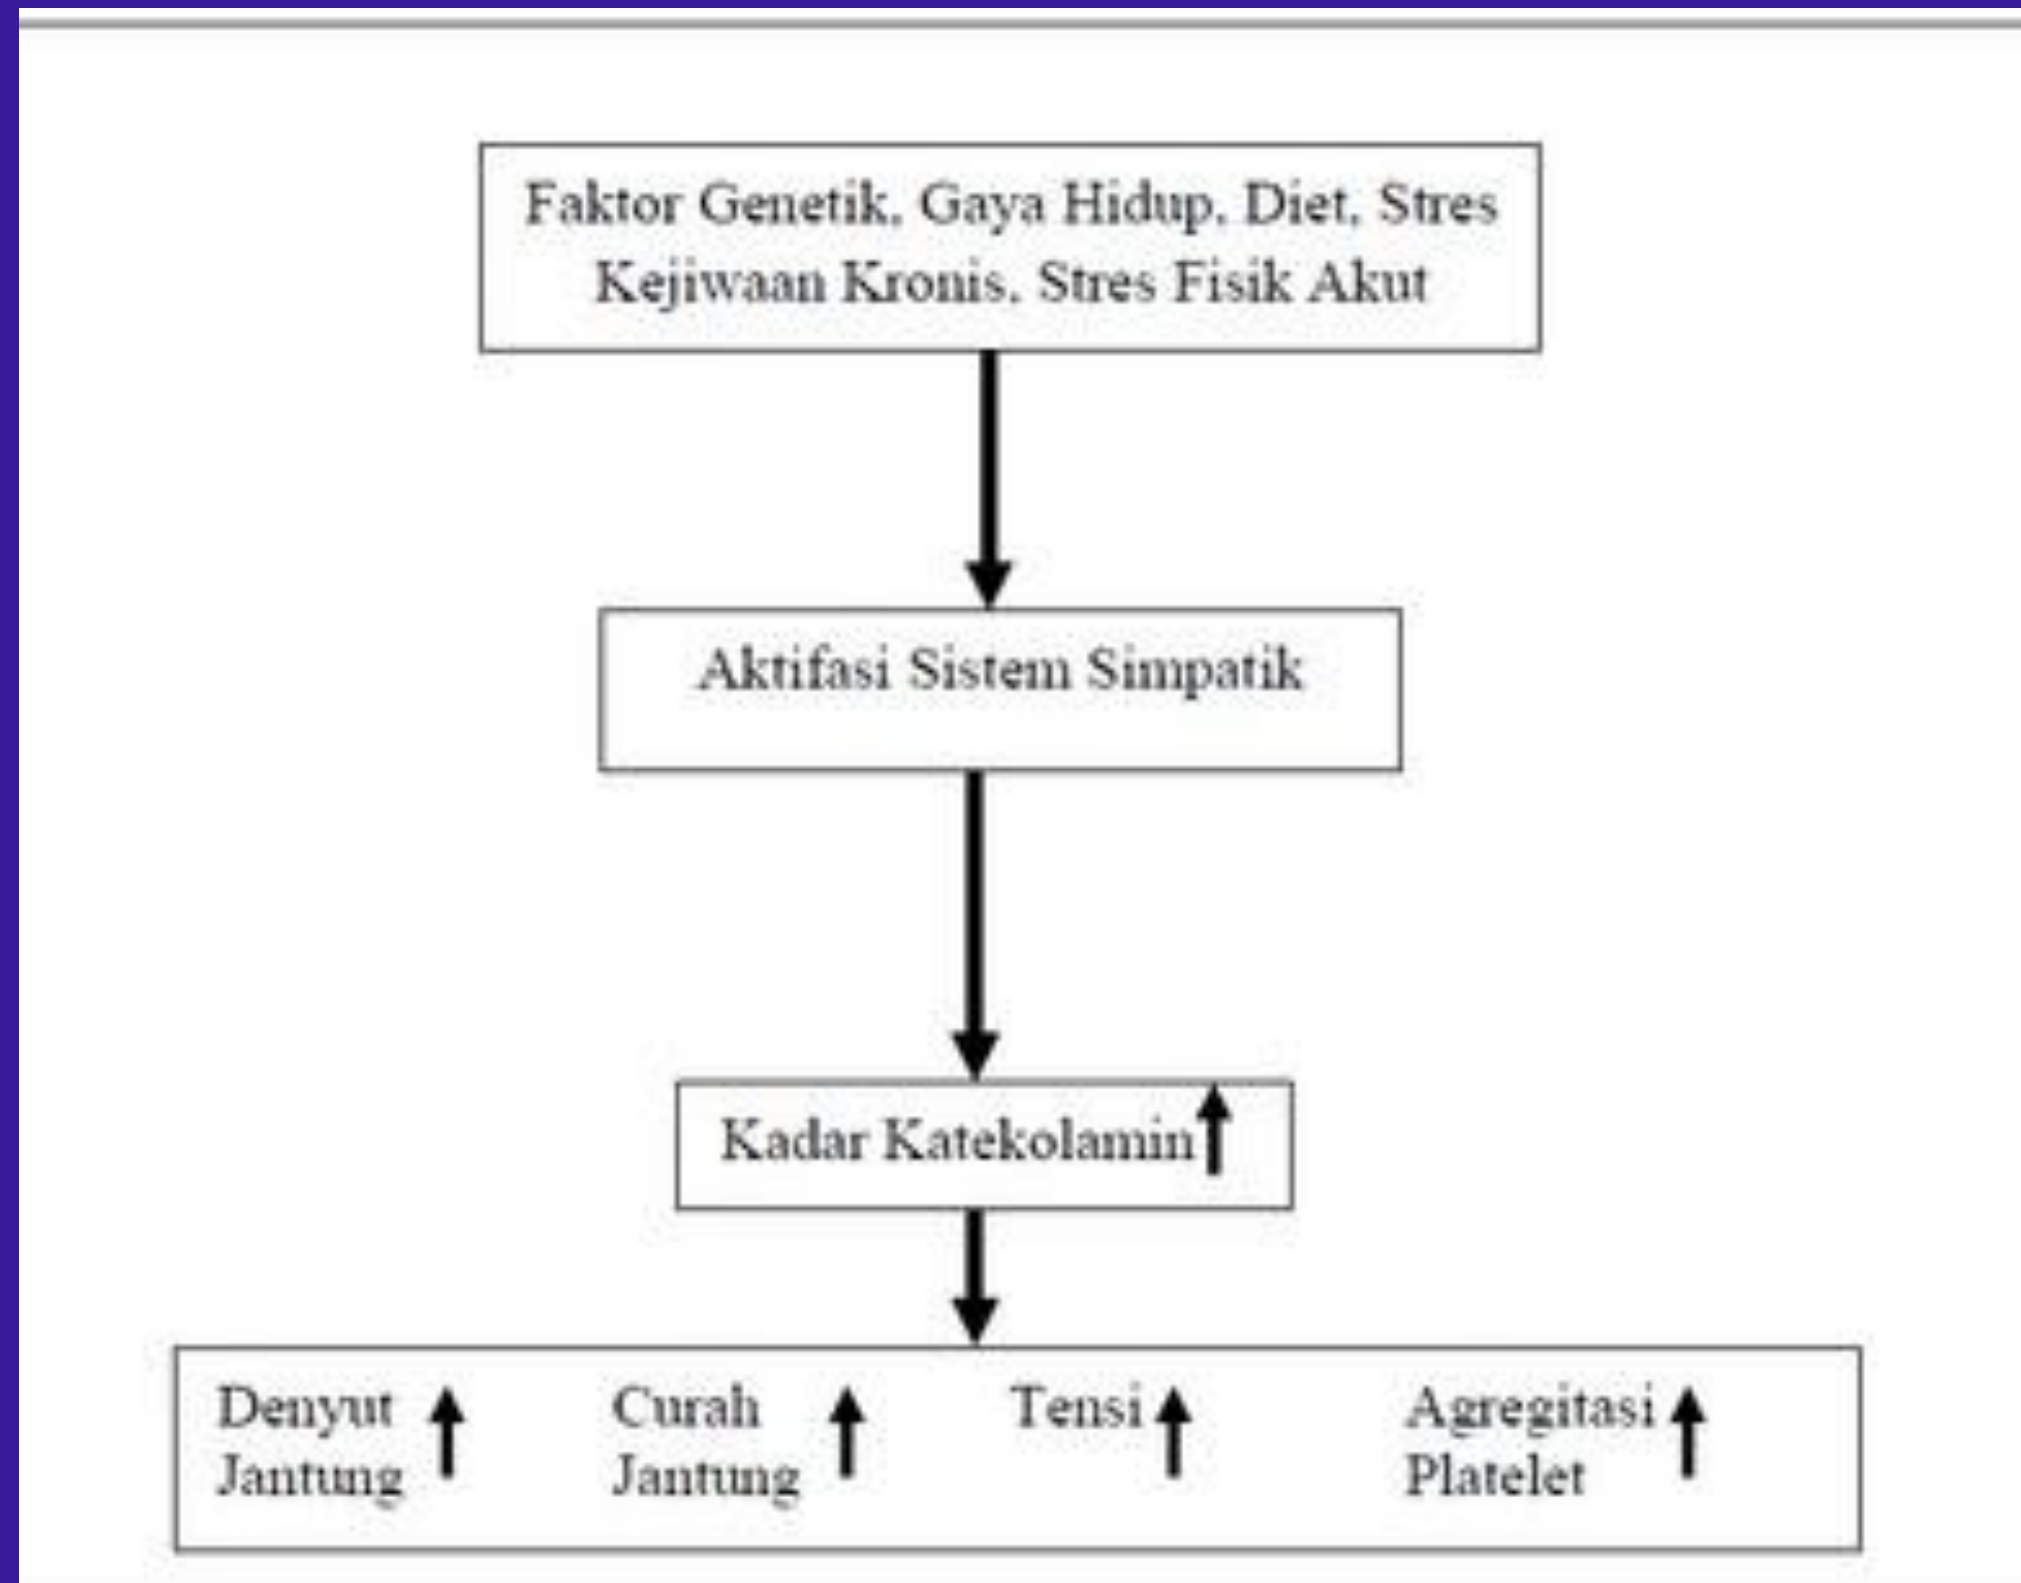 Faktor Genetik, Gaya Hidup, Diet, Stres
Kejiwaan Kronis, Stres Fisik Akut
Aktifasi Sistem Simpatik
Kadar Katekolamin
Denyut
Jantung
Curah
Jantung
Tensi
Agregitasi
Platelet